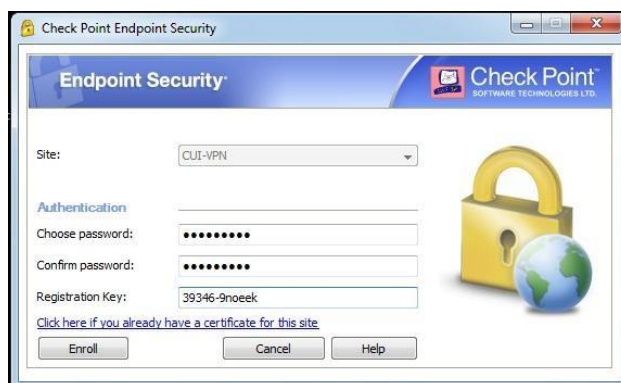 Check Point Endpoint Security
Endpoint Security
Check Point™
SOFTWARE TECHNOLOGIES LTD.
Site:
CUI-VPN
Authentication
Choose password:
•••••••••
Confirm password:
•••••••••
Registration Key:
39346-9noeek
Click here if you already have a certificate for this site
Enroll
Cancel
Help